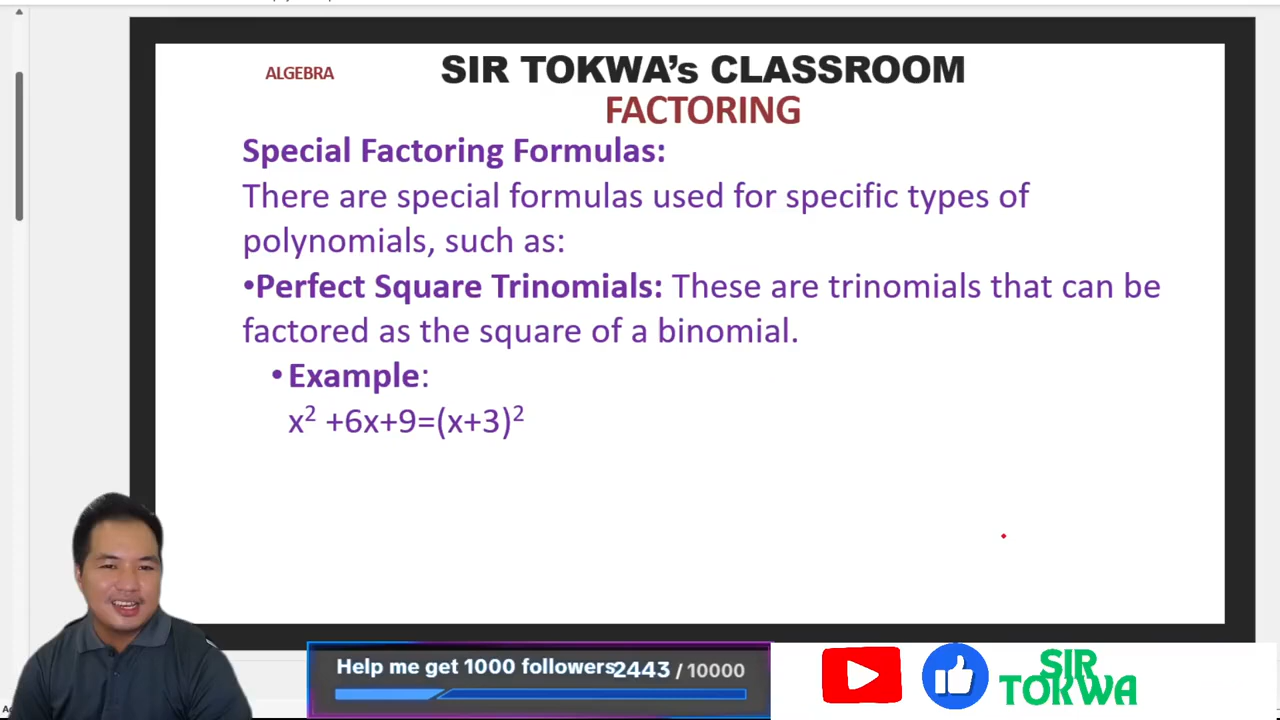 ALGEBRA
SIR TOKWA's CLASSROOM
FACTORING
Special Factoring Formulas:
There are special formulas used for specific types of
polynomials, such as:
•Perfect Square Trinomials: These are trinomials that can be
factored as the square of a binomial.
•Example:
x² +6x+9=(x+3)²
Help me get 1000 followers 2443 / 10000
SIR
TOKWA